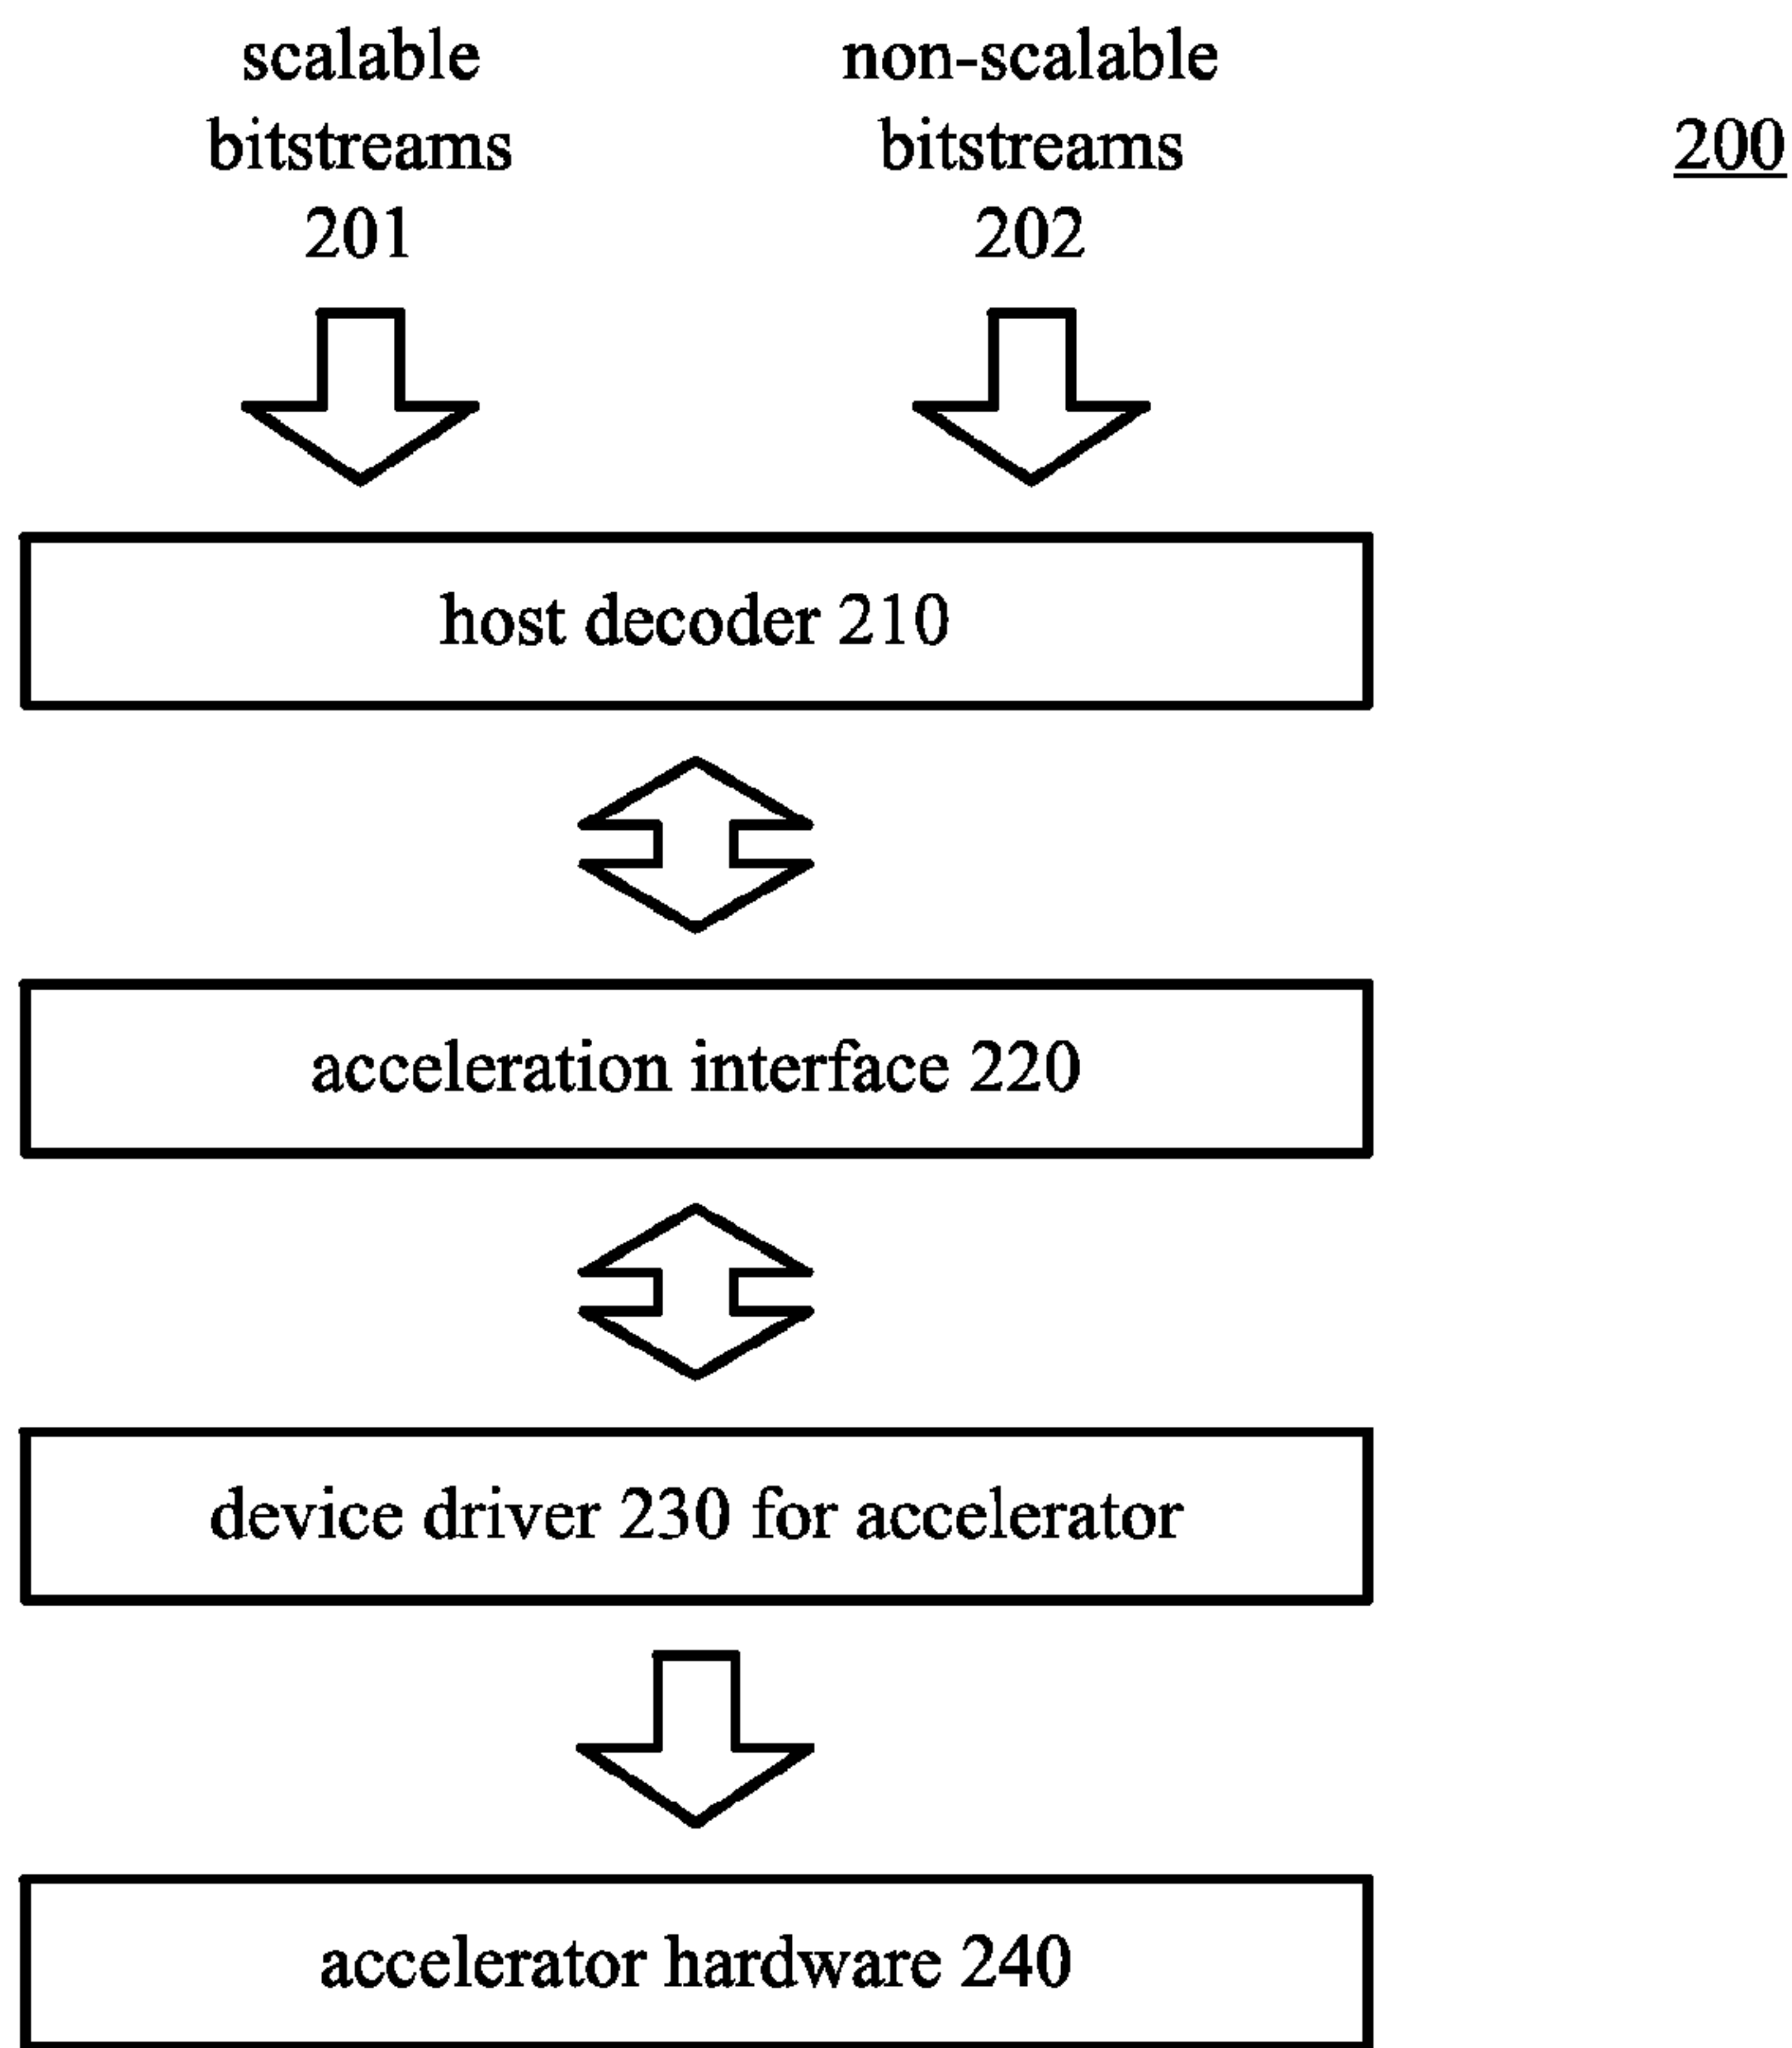 scalable
bitstreams
201
non-scalable
bitstreams
202
200
host decoder 210
acceleration interface 220
device driver 230 for accelerator
accelerator hardware 240